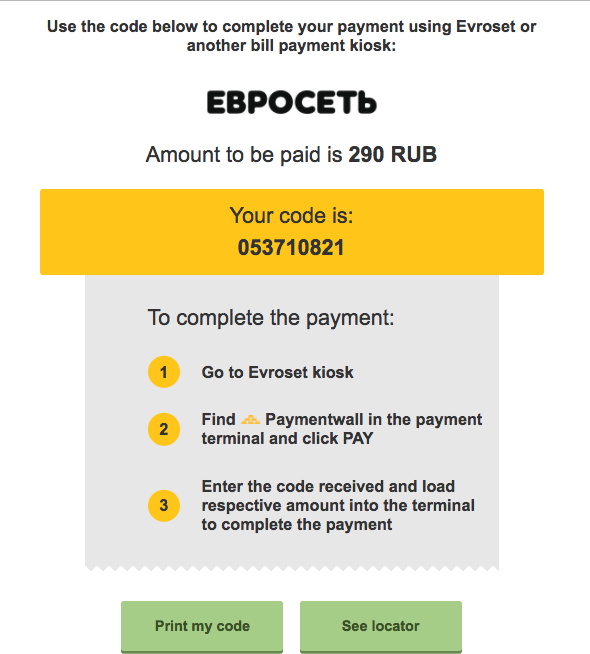 Use the code below to complete your payment using Evroset or
another bill payment kiosk:
ЕВРОСЕТЬ
Amount to be paid is 290 RUB
Your code is:
053710821
To complete the payment:
1 Go to Evroset kiosk
2 Find Paymentwall in the payment
terminal and click PAY
3 Enter the code received and load
respective amount into the terminal
to complete the payment
Print my code See locator